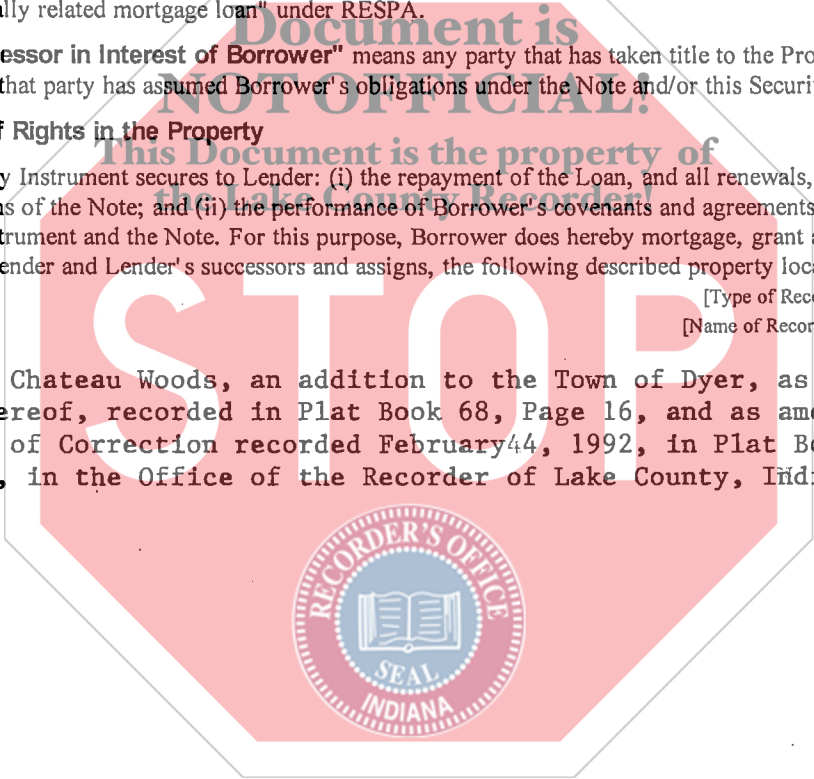 lly related mortgage loan" under RESPA.
Document is
essor in Interest of Borrower" means any party that has taken title to the Pro
that party has assumed Borrower's obligations under the Note and/or this Securi
NOT OFFICIAL!
f Rights in the Property
This Document is the property of
y Instrument secures to Lender: (i) the repayment of the Loan, and all renewals,
the Lake County Recorder!
ns of the Note; and (ii) the performance of Borrower's covenants and agreements
trument and the Note. For this purpose, Borrower does hereby mortgage, grant a
ender and Lender's successors and assigns, the following described property loc
[Type of Reco
[Name of Recor
STOP
Chateau Woods, an addition to the Town of Dyer, as
ereof, recorded in Plat Book 68, Page 16, and as ame
of Correction recorded February44, 1992, in Plat Bo
, in the Office of the Recorder of Lake County, Indi
RECORDER'S OFFICE
SEAL
INDIANA